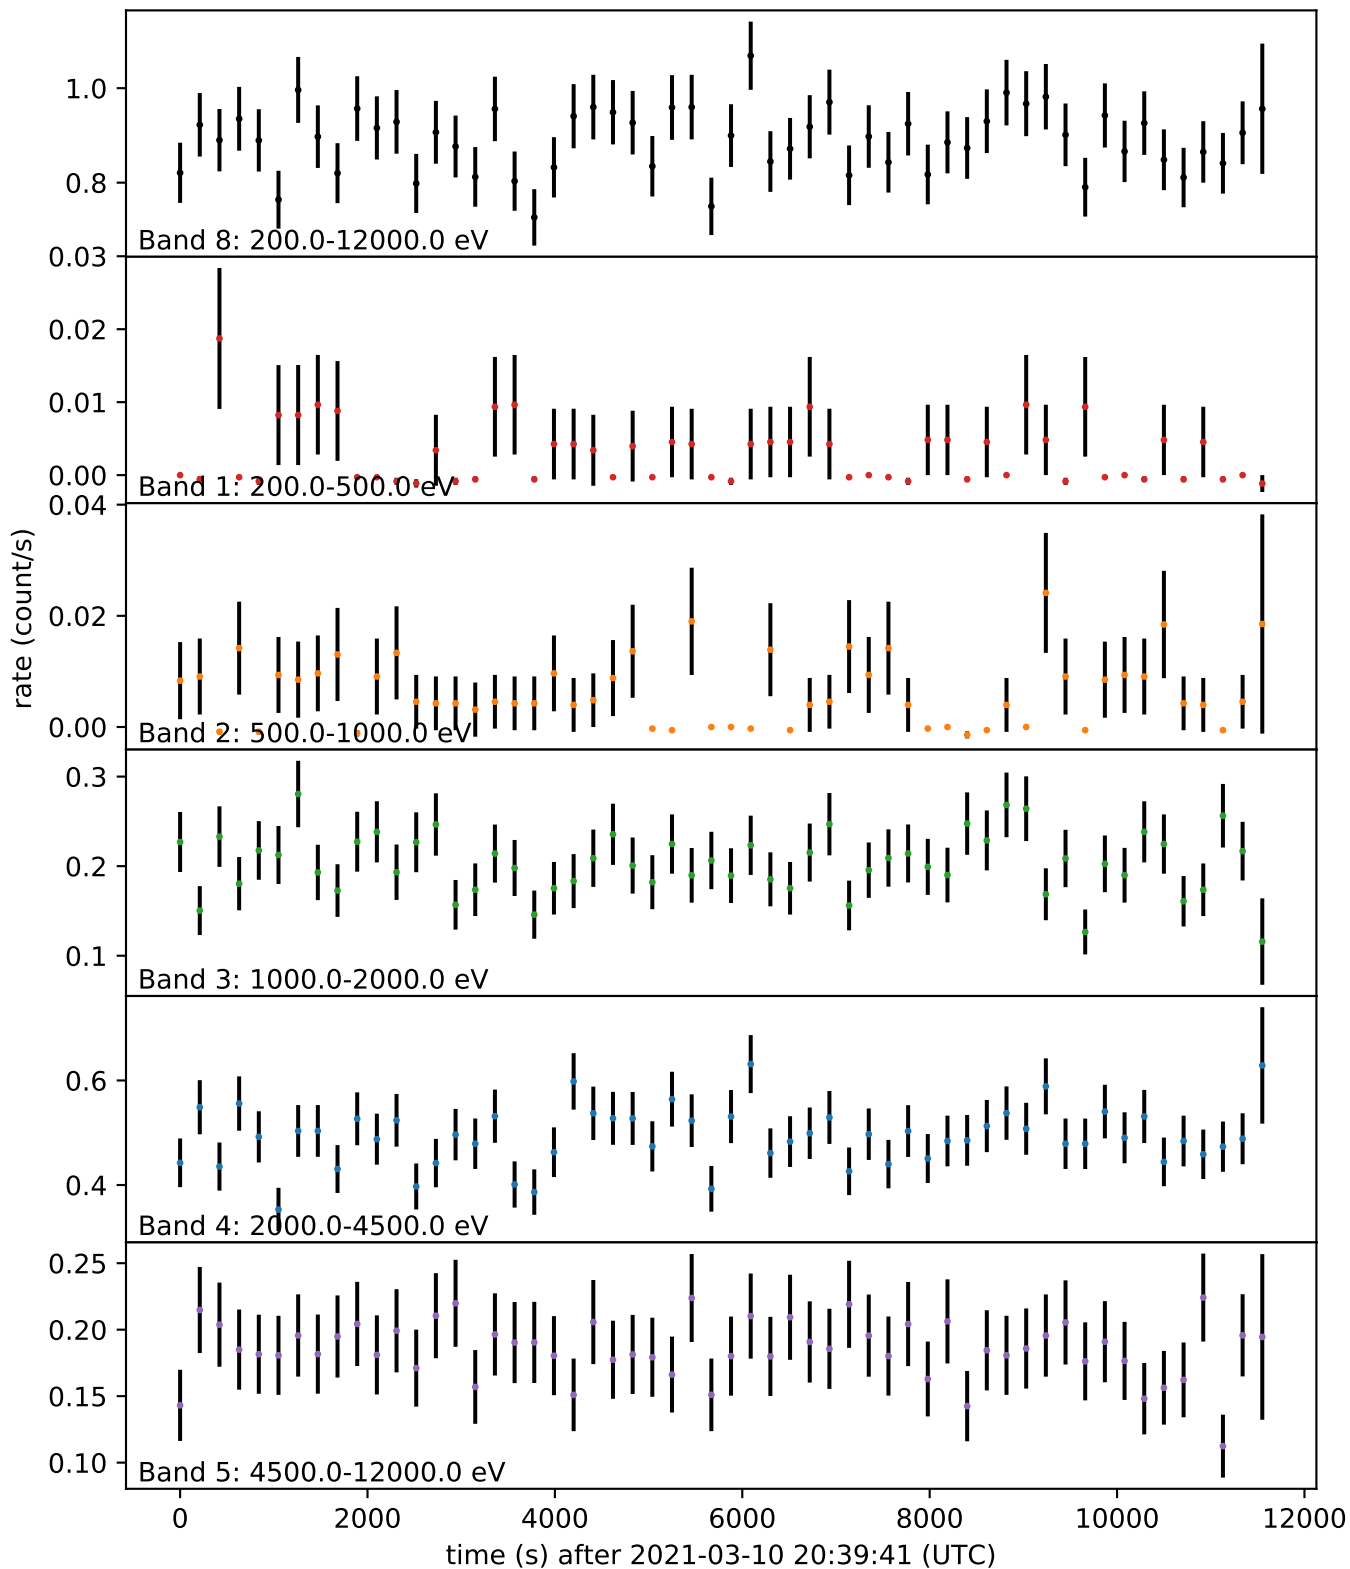 1.0
0.8
Band 8: 200.0-12000.0 eV
0.03
0.02
0.01
0.00
Band 1: 200.0-500.0 eV
0.04
0.02
0.00
Band 2: 500.0-1000.0 eV
rate (count/s)
0.3
0.2
0.1
Band 3: 1000.0-2000.0 eV
0.6
0.4
Band 4: 2000.0-4500.0 eV
0.25
0.20
0.15
0.10
Band 5: 4500.0-12000.0 eV
0 2000 4000 6000 8000 10000 12000
time (s) after 2021-03-10 20:39:41 (UTC)